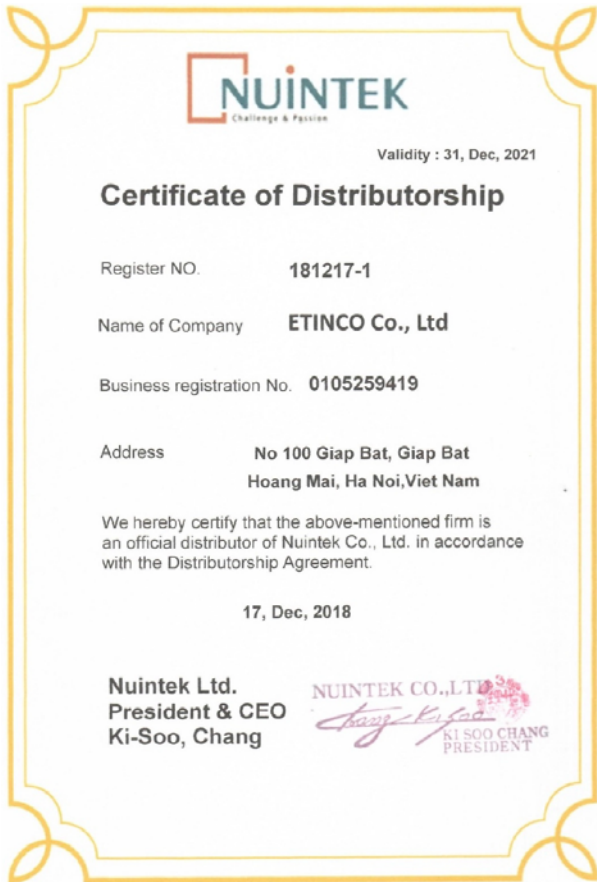 NUINTEK
Challenge & Passion
Validity : 31, Dec, 2021
Certificate of Distributorship
Register NO. 181217-1
Name of Company ETINCO Co., Ltd
Business registration No. 0105259419
Address No 100 Giap Bat, Giap Bat
Hoang Mai, Ha Noi,Viet Nam
We hereby certify that the above-mentioned firm is
an official distributor of Nuintek Co., Ltd. in accordance
with the Distributorship Agreement.
17, Dec, 2018
Nuintek Ltd.
President & CEO
Ki-Soo, Chang
NUINTEK CO.,LTD
Chang Ki Soo
KI SOO CHANG
PRESIDENT